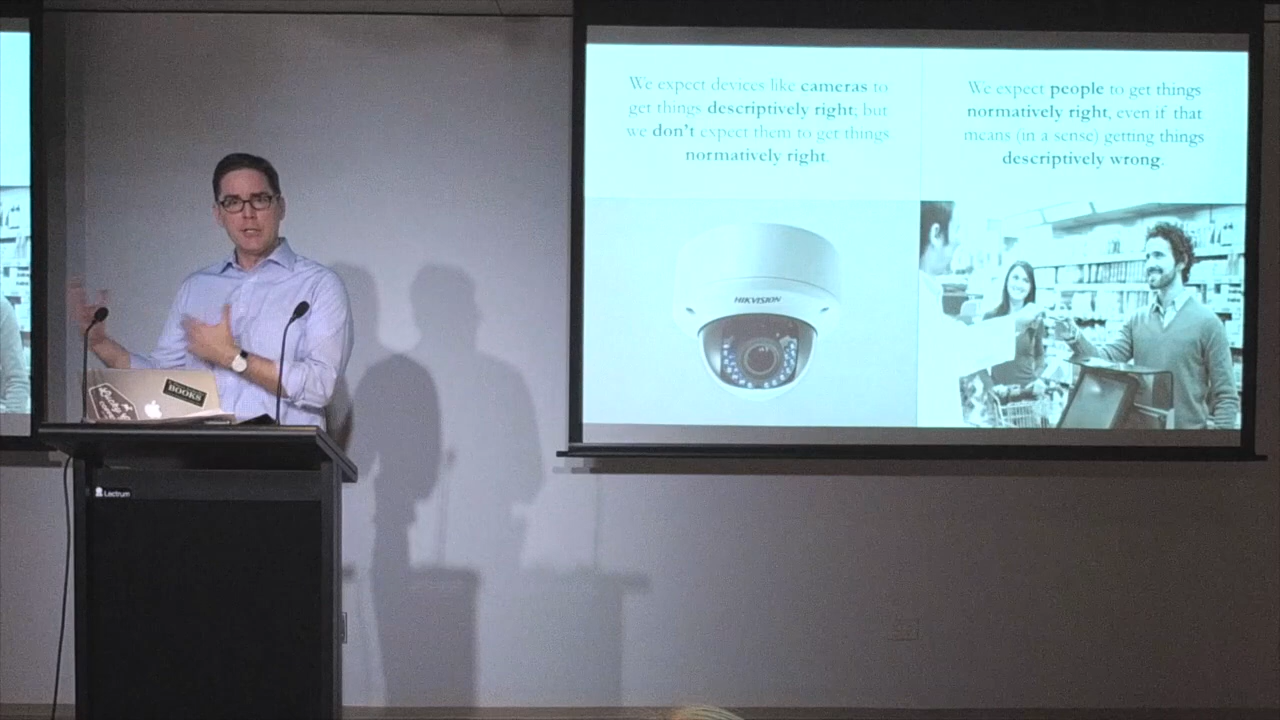 We expect devices like cameras to
get things descriptively right, but
we don't expect them to get things
normatively right.
We expect people to get things
normatively right, even if that
means (in a sense) getting things
descriptively wrong.
HIKVISION
BOOKS
Lectrum